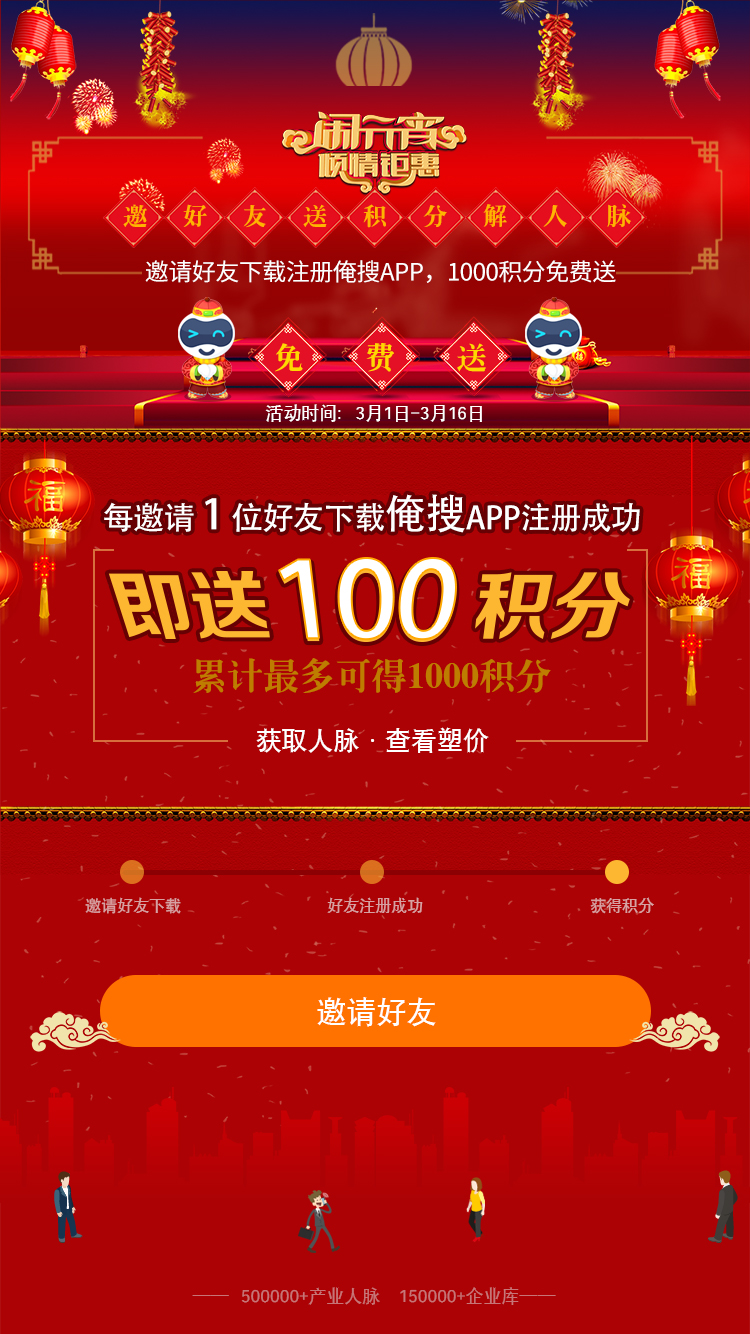 闹元宵
倾情钜惠
邀好友送积分解人脉
邀请好友下载注册俺搜APP，1000积分免费送
免费送
活动时间: 3月1日-3月16日
福
福
每邀请1位好友下载俺搜APP注册成功
即送100积分
累计最多可得1000积分
获取人脉·查看塑价
邀请好友下载 好友注册成功 获得积分
邀请好友
500000+产业人脉 150000+企业库